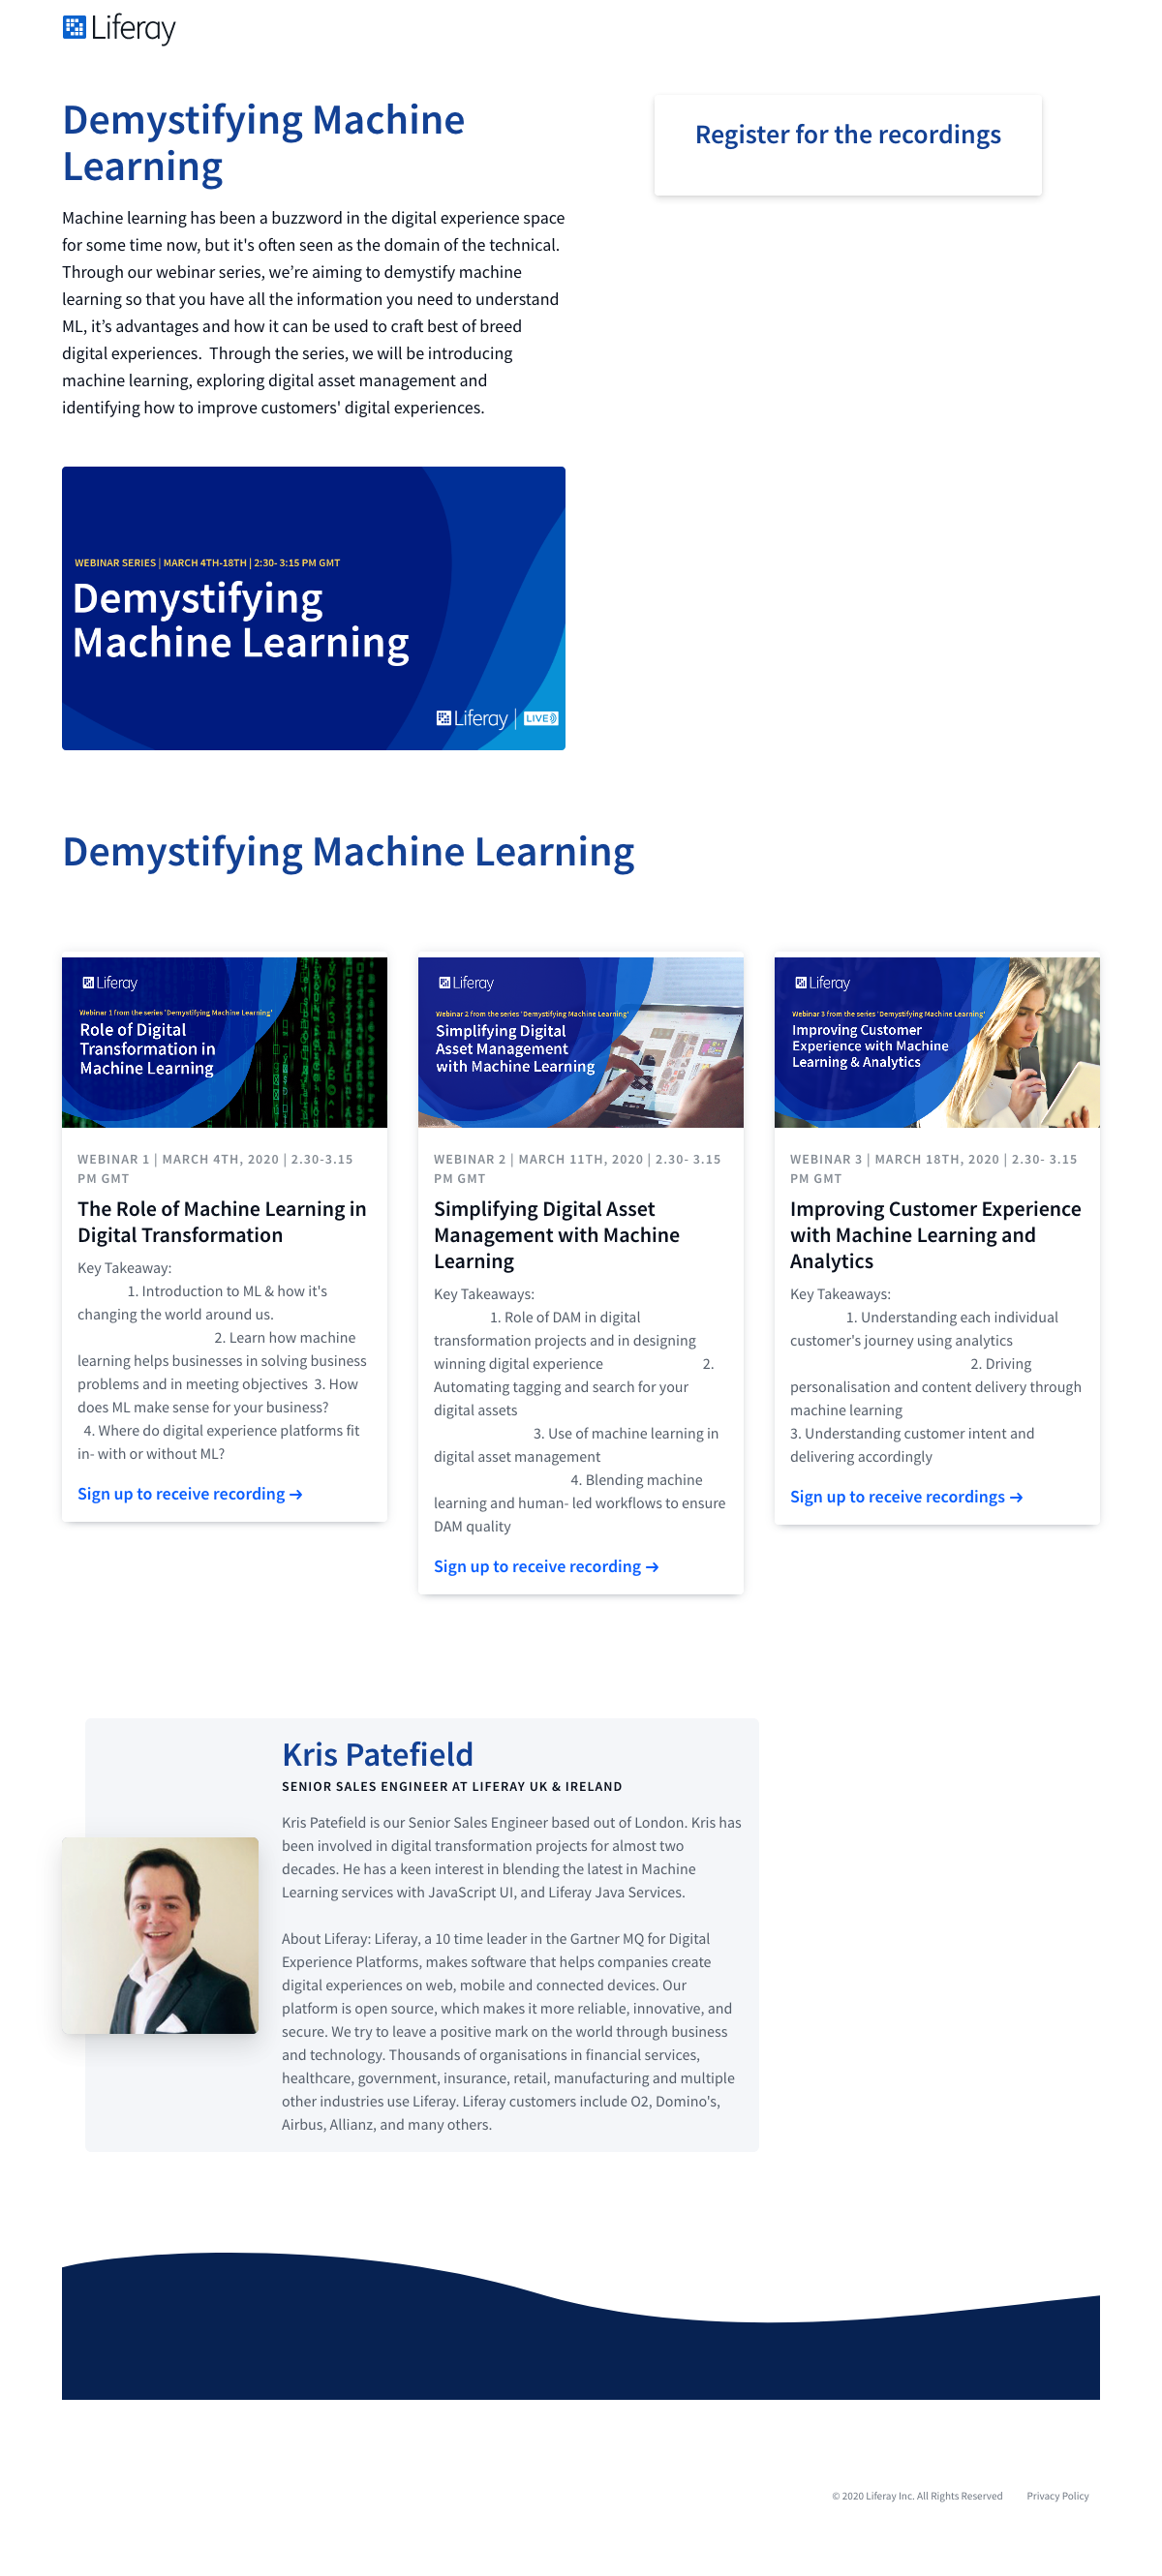 Liferay
Demystifying Machine
Learning
Machine learning has been a buzzword in the digital experience space
for some time now, but it's often seen as the domain of the technical.
Through our webinar series, we’re aiming to demystify machine
learning so that you have all the information you need to understand
ML, it’s advantages and how it can be used to craft best of breed
digital experiences.  Through the series, we will be introducing
machine learning, exploring digital asset management and
identifying how to improve customers' digital experiences.
Register for the recordings
WEBINAR SERIES | MARCH 4TH-18TH | 2:30- 3:15 PM GMT
Demystifying
Machine Learning
Liferay | LIVE
Demystifying Machine Learning
Liferay
Webinar 1 from the series 'Demystifying Machine Learning'
Role of Digital
Transformation in
Machine Learning
WEBINAR 1 | MARCH 4TH, 2020 | 2.30-3.15
PM GMT
The Role of Machine Learning in
Digital Transformation
Key Takeaway:
1. Introduction to ML & how it's
changing the world around us.
2. Learn how machine
learning helps businesses in solving business
problems and in meeting objectives  3. How
does ML make sense for your business?
4. Where do digital experience platforms fit
in- with or without ML?
Sign up to receive recording →
Liferay
Webinar 2 from the series 'Demystifying Machine Learning'
Simplifying Digital
Asset Management
with Machine Learning
WEBINAR 2 | MARCH 11TH, 2020 | 2.30- 3.15
PM GMT
Simplifying Digital Asset
Management with Machine
Learning
Key Takeaways:
1. Role of DAM in digital
transformation projects and in designing
winning digital experience 2.
Automating tagging and search for your
digital assets
3. Use of machine learning in
digital asset management
4. Blending machine
learning and human- led workflows to ensure
DAM quality
Sign up to receive recording →
Liferay
Webinar 3 from the series 'Demystifying Machine Learning'
Improving Customer
Experience with Machine
Learning & Analytics
WEBINAR 3 | MARCH 18TH, 2020 | 2.30- 3.15
PM GMT
Improving Customer Experience
with Machine Learning and
Analytics
Key Takeaways:
1. Understanding each individual
customer's journey using analytics
2. Driving
personalisation and content delivery through
machine learning
3. Understanding customer intent and
delivering accordingly
Sign up to receive recordings →
Kris Patefield
SENIOR SALES ENGINEER AT LIFERAY UK & IRELAND
Kris Patefield is our Senior Sales Engineer based out of London. Kris has
been involved in digital transformation projects for almost two
decades. He has a keen interest in blending the latest in Machine
Learning services with JavaScript UI, and Liferay Java Services.
About Liferay: Liferay, a 10 time leader in the Gartner MQ for Digital
Experience Platforms, makes software that helps companies create
digital experiences on web, mobile and connected devices. Our
platform is open source, which makes it more reliable, innovative, and
secure. We try to leave a positive mark on the world through business
and technology. Thousands of organisations in financial services,
healthcare, government, insurance, retail, manufacturing and multiple
other industries use Liferay. Liferay customers include O2, Domino's,
Airbus, Allianz, and many others.
© 2020 Liferay Inc. All Rights Reserved
Privacy Policy